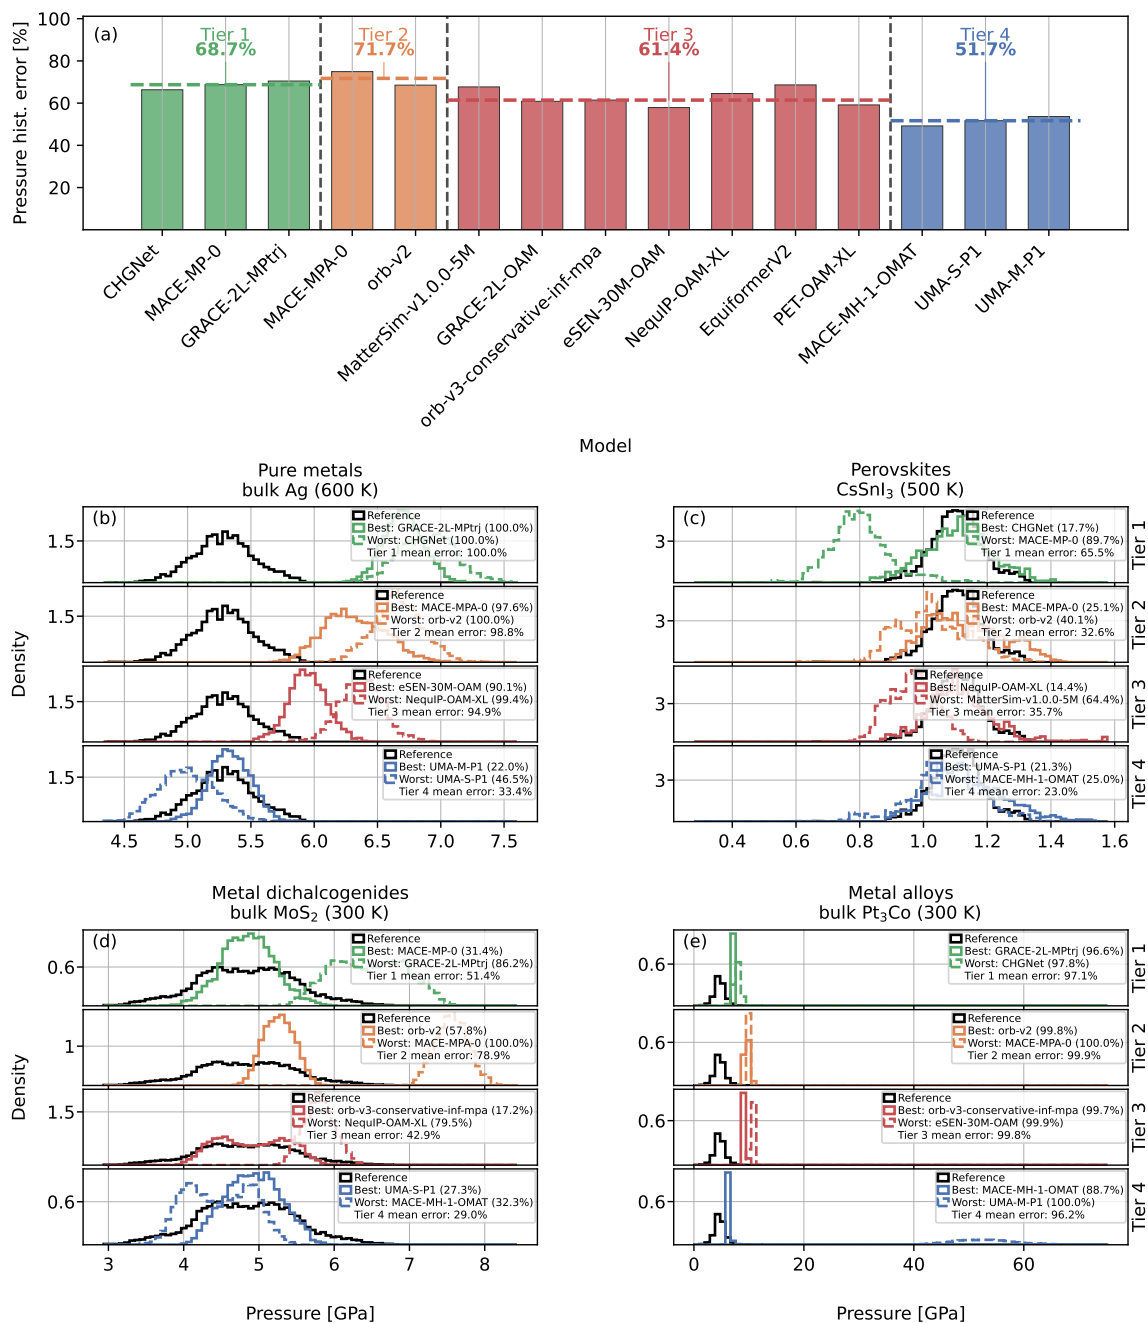 (a)
Tier 1
68.7%
Tier 2
71.7%
Tier 3
61.4%
Tier 4
51.7%
Pressure hist. error [%]
100
80
60
40
20
CHGNet
MACE-MP-0
GRACE-2L-MPtrj
MACE-MPA-0
orb-v2
MatterSim-v1.0.0-5M
GRACE-2L-OAM
orb-v3-conservative-inf-mpa
eSEN-30M-OAM
NequIP-OAM-XL
EquiformerV2
PET-OAM-XL
MACE-MH-1-OMAT
UMA-S-P1
UMA-M-P1
Model
Pure metals
bulk Ag (600 K)
(b)
Density
1.5
Reference
Best: GRACE-2L-MPtrj (100.0%)
Worst: CHGNet (100.0%)
Tier 1 mean error: 100.0%
1.5
Reference
Best: MACE-MPA-0 (97.6%)
Worst: orb-v2 (100.0%)
Tier 2 mean error: 98.8%
1.5
Reference
Best: eSEN-30M-OAM (90.1%)
Worst: NequIP-OAM-XL (99.4%)
Tier 3 mean error: 94.9%
1.5
Reference
Best: UMA-M-P1 (22.0%)
Worst: UMA-S-P1 (46.5%)
Tier 4 mean error: 33.4%
4.5 5.0 5.5 6.0 6.5 7.0 7.5
Perovskites
CsSnI₃ (500 K)
(c)
3
Reference
Best: CHGNet (17.7%)
Worst: MACE-MP-0 (89.7%)
Tier 1 mean error: 65.5%
Tier 1
3
Reference
Best: MACE-MPA-0 (25.1%)
Worst: orb-v2 (40.1%)
Tier 2 mean error: 32.6%
Tier 2
3
Reference
Best: NequIP-OAM-XL (14.4%)
Worst: MatterSim-v1.0.0-5M (64.4%)
Tier 3 mean error: 35.7%
Tier 3
3
Reference
Best: UMA-S-P1 (21.3%)
Worst: MACE-MH-1-OMAT (25.0%)
Tier 4 mean error: 23.0%
Tier 4
0.4 0.6 0.8 1.0 1.2 1.4 1.6
Metal dichalcogenides
bulk MoS₂ (300 K)
(d)
Density
0.6
Reference
Best: MACE-MP-0 (31.4%)
Worst: GRACE-2L-MPtrj (86.2%)
Tier 1 mean error: 51.4%
1
Reference
Best: orb-v2 (57.8%)
Worst: MACE-MPA-0 (100.0%)
Tier 2 mean error: 78.9%
1.5
Reference
Best: orb-v3-conservative-inf-mpa (17.2%)
Worst: NequIP-OAM-XL (79.5%)
Tier 3 mean error: 42.9%
0.6
Reference
Best: UMA-S-P1 (27.3%)
Worst: MACE-MH-1-OMAT (32.3%)
Tier 4 mean error: 29.0%
3 4 5 6 7 8
Pressure [GPa]
Metal alloys
bulk Pt₃Co (300 K)
(e)
0.6
Reference
Best: GRACE-2L-MPtrj (96.6%)
Worst: CHGNet (97.8%)
Tier 1 mean error: 97.1%
Tier 1
0.6
Reference
Best: orb-v2 (99.8%)
Worst: MACE-MPA-0 (100.0%)
Tier 2 mean error: 99.9%
Tier 2
0.6
Reference
Best: orb-v3-conservative-inf-mpa (99.7%)
Worst: eSEN-30M-OAM (99.9%)
Tier 3 mean error: 99.8%
Tier 3
0.6
Reference
Best: MACE-MH-1-OMAT (88.7%)
Worst: UMA-M-P1 (100.0%)
Tier 4 mean error: 96.2%
Tier 4
0 20 40 60
Pressure [GPa]